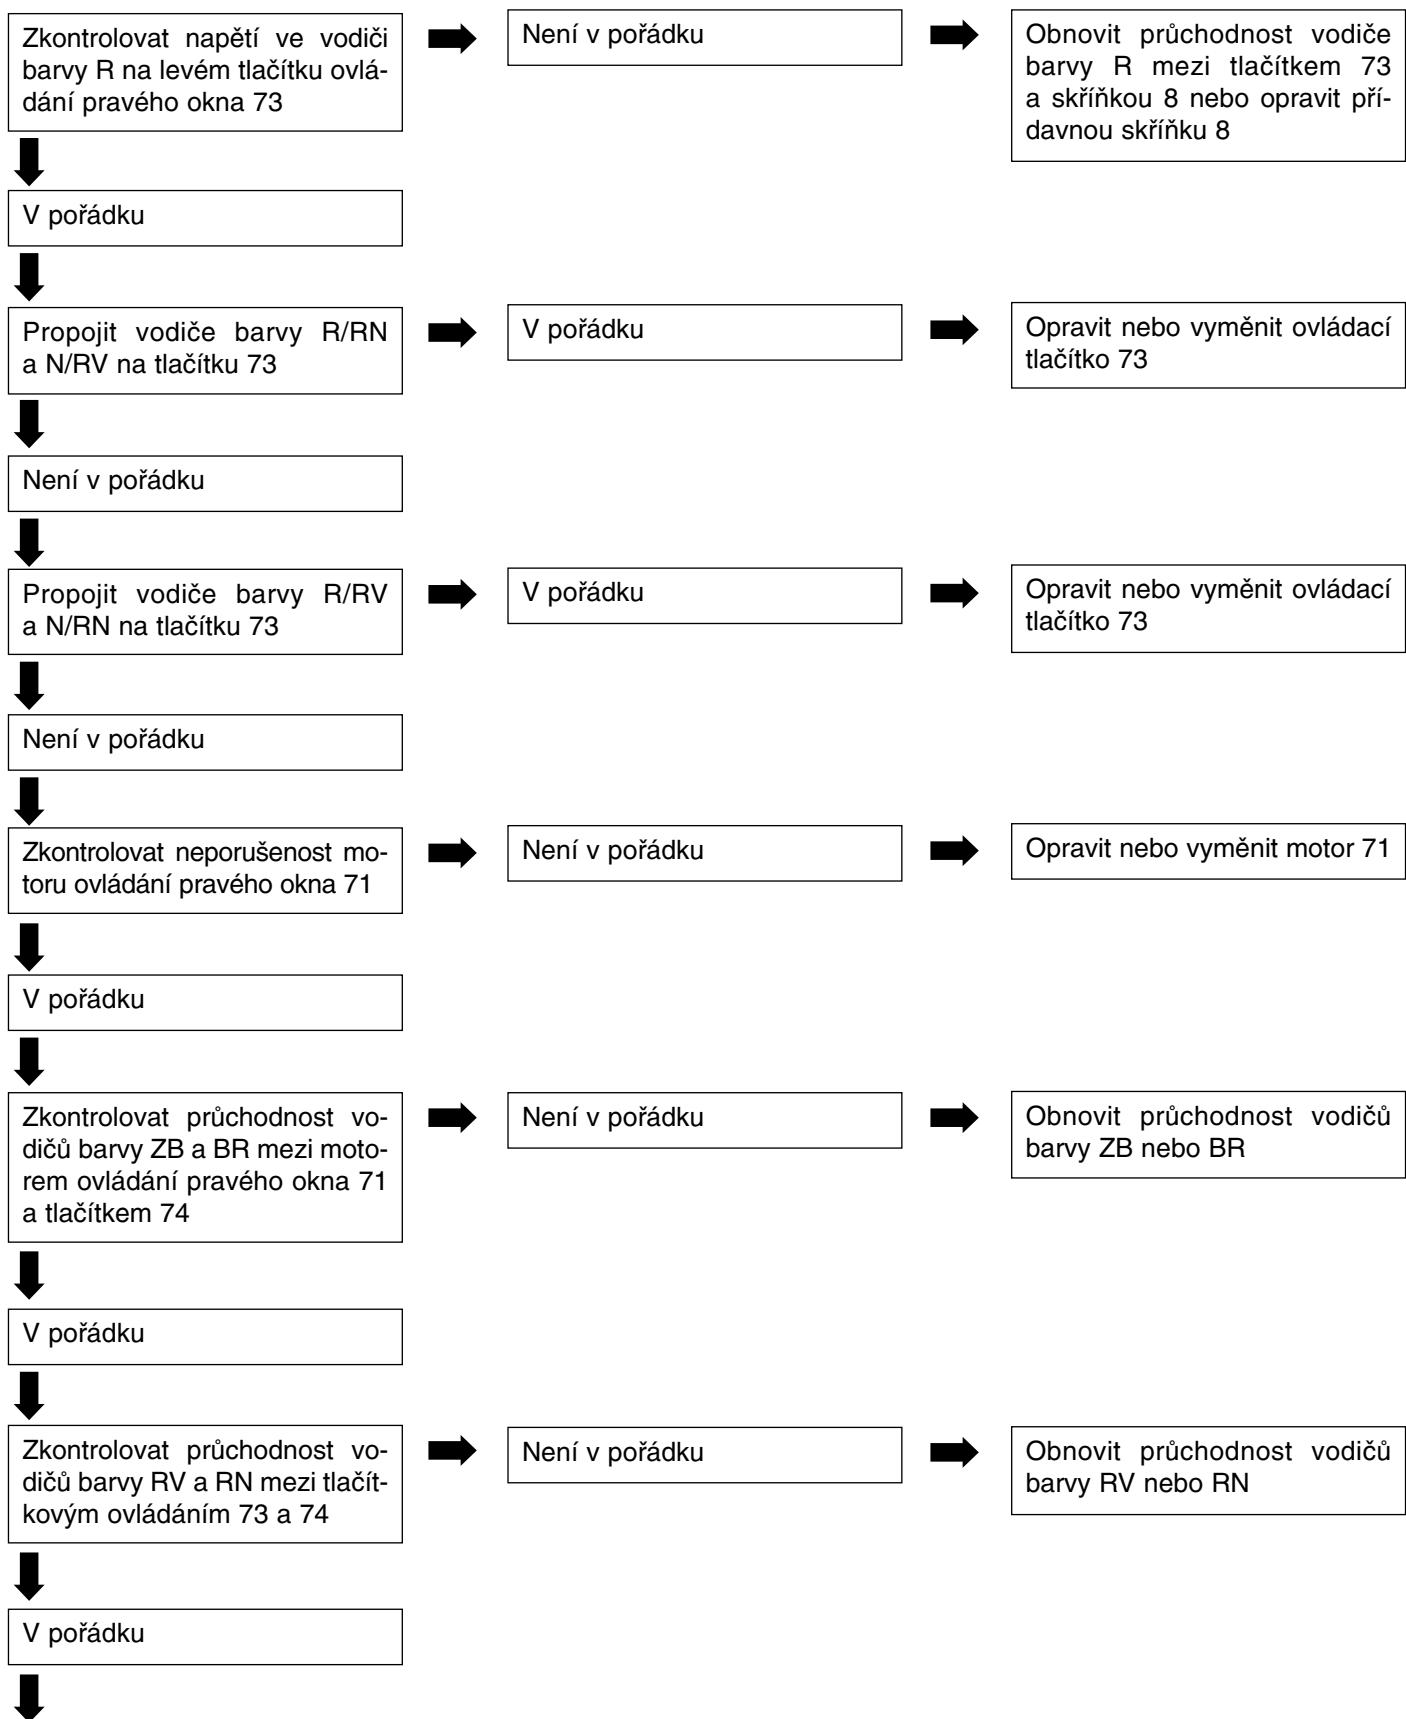 Zkontrolovat napětí ve vodiči
barvy R na levém tlačítku ovlá-
dání pravého okna 73
Není v pořádku
Obnovit průchodnost vodiče
barvy R mezi tlačítkem 73
a skříňkou 8 nebo opravit pří-
davnou skříňku 8
V pořádku
Propojit vodiče barvy R/RN
a N/RV na tlačítku 73
V pořádku
Opravit nebo vyměnit ovládací
tlačítko 73
Není v pořádku
Propojit vodiče barvy R/RV
a N/RN na tlačítku 73
V pořádku
Opravit nebo vyměnit ovládací
tlačítko 73
Není v pořádku
Zkontrolovat neporušenost mo-
toru ovládání pravého okna 71
Není v pořádku
Opravit nebo vyměnit motor 71
V pořádku
Zkontrolovat průchodnost vo-
dičů barvy ZB a BR mezi moto-
rem ovládání pravého okna 71
a tlačítkem 74
Není v pořádku
Obnovit průchodnost vodičů
barvy ZB nebo BR
V pořádku
Zkontrolovat průchodnost vo-
dičů barvy RV a RN mezi tlačít-
kovým ovládáním 73 a 74
Není v pořádku
Obnovit průchodnost vodičů
barvy RV nebo RN
V pořádku